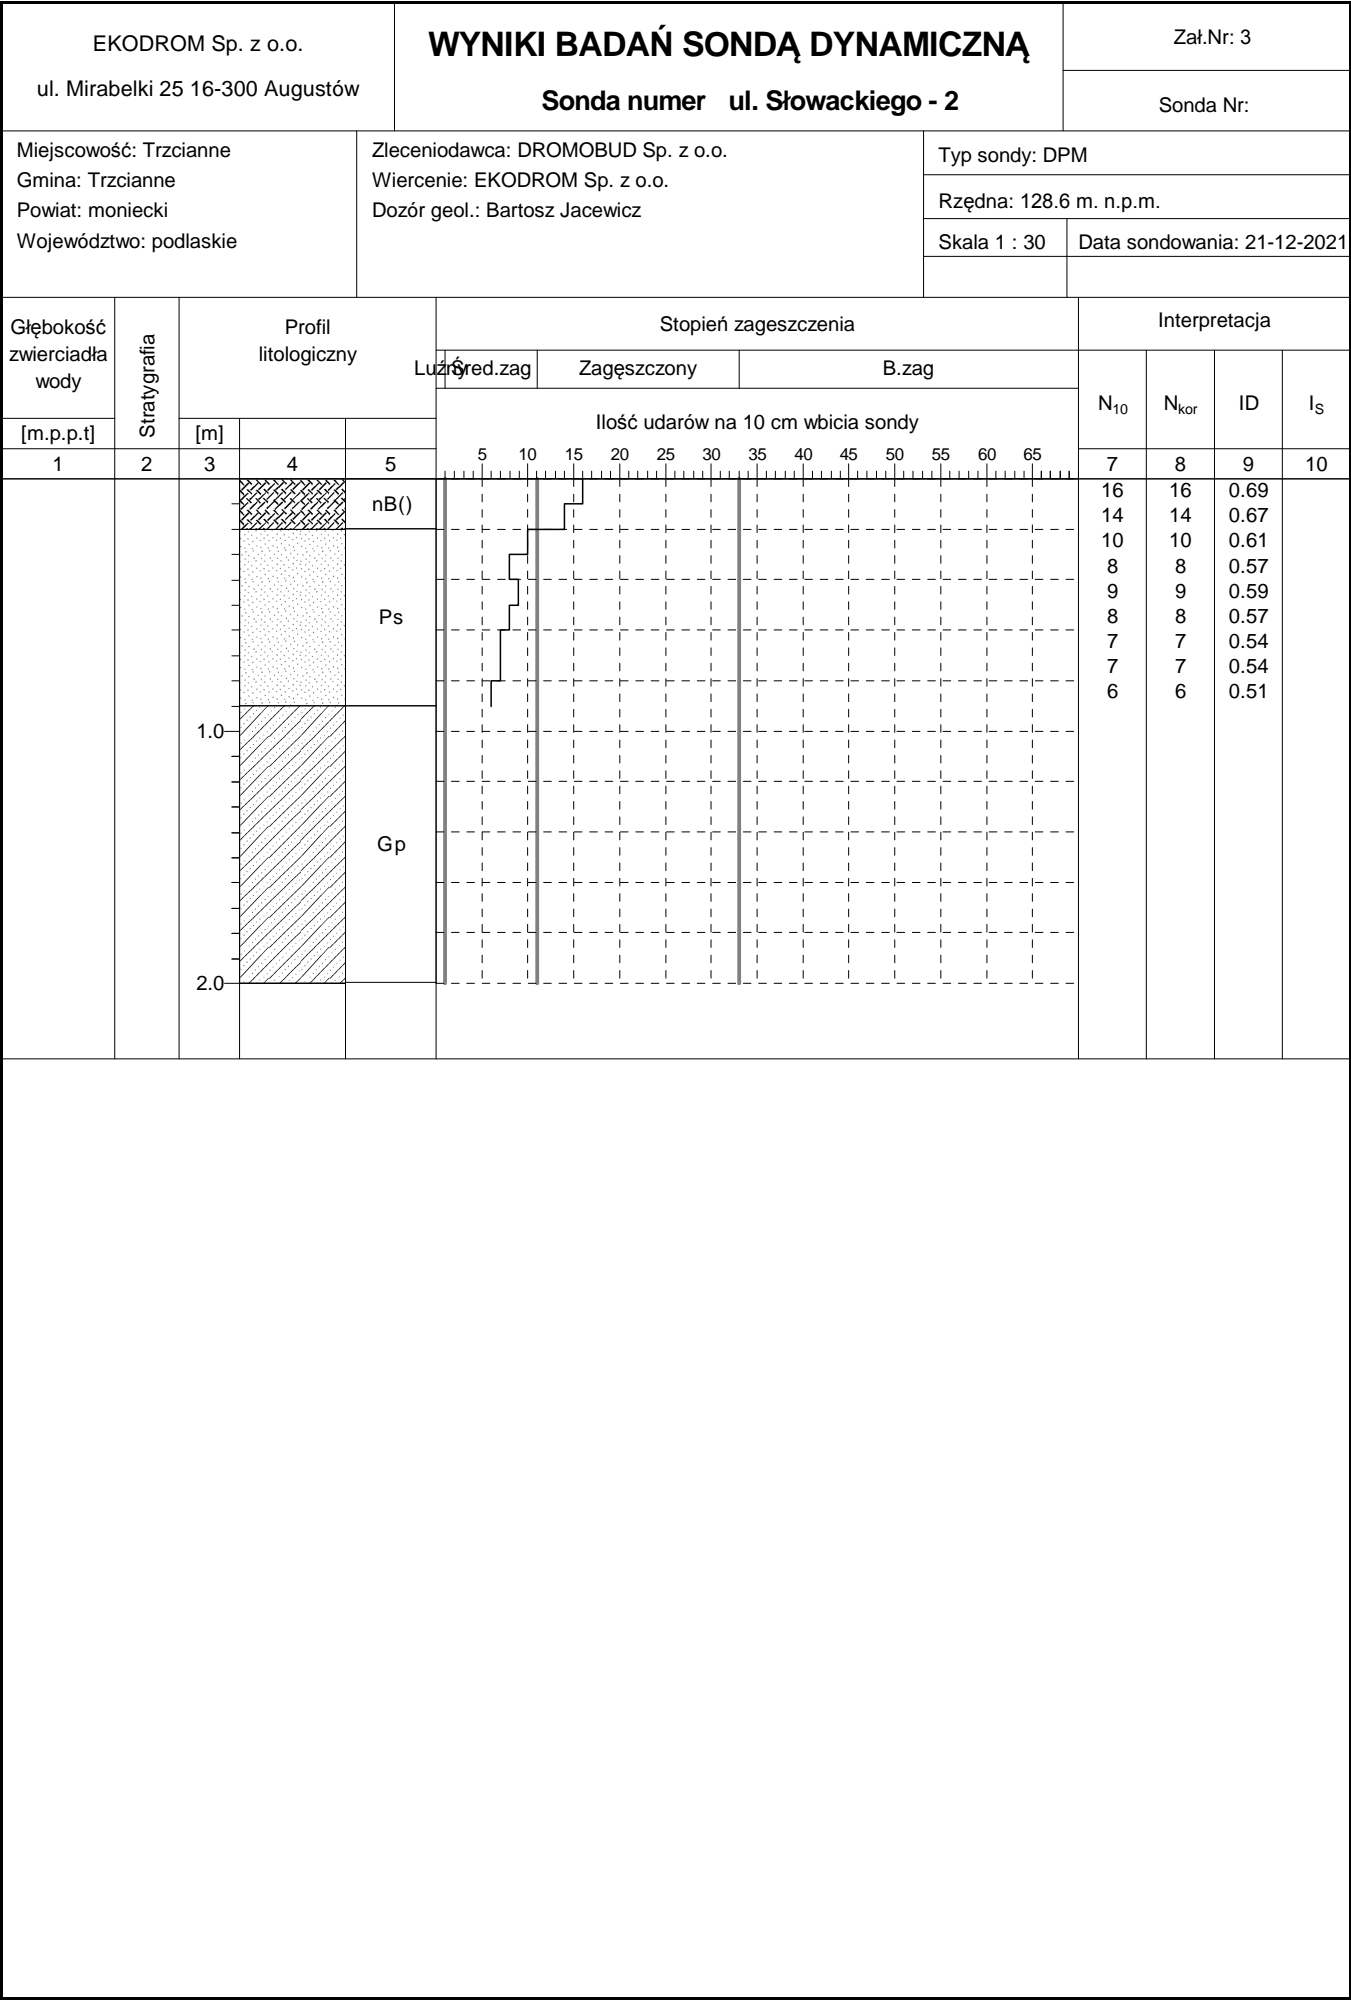 EKODROM Sp. z o.o.
ul. Mirabelki 25 16-300 Augustów
WYNIKI BADAŃ SONDĄ DYNAMICZNĄ
Sonda numer ul. Słowackiego - 2
Zał.Nr: 3
Sonda Nr:
Miejscowość: Trzcianne
Gmina: Trzcianne
Powiat: moniecki
Województwo: podlaskie
Zleceniodawca: DROMOBUD Sp. z o.o.
Wiercenie: EKODROM Sp. z o.o.
Dozór geol.: Bartosz Jacewicz
Typ sondy: DPM
Rzędna: 128.6 m. n.p.m.
Skala 1 : 30 Data sondowania: 21-12-2021
Głębokość
zwierciadła
wody
[m.p.p.t]
Stratygrafia
Profil
litologiczny
[m]
Stopień zageszczenia
Luźny Śred.zag Zagęszczony B.zag
Ilość udarów na 10 cm wbicia sondy
5 10 15 20 25 30 35 40 45 50 55 60 65
Interpretacja
N10 Nkor ID IS
1 2 3 4 5 7 8 9 10
nB()
Ps
1.0
Gp
2.0
16 16 0.69
14 14 0.67
10 10 0.61
8 8 0.57
9 9 0.59
8 8 0.57
7 7 0.54
7 7 0.54
6 6 0.51